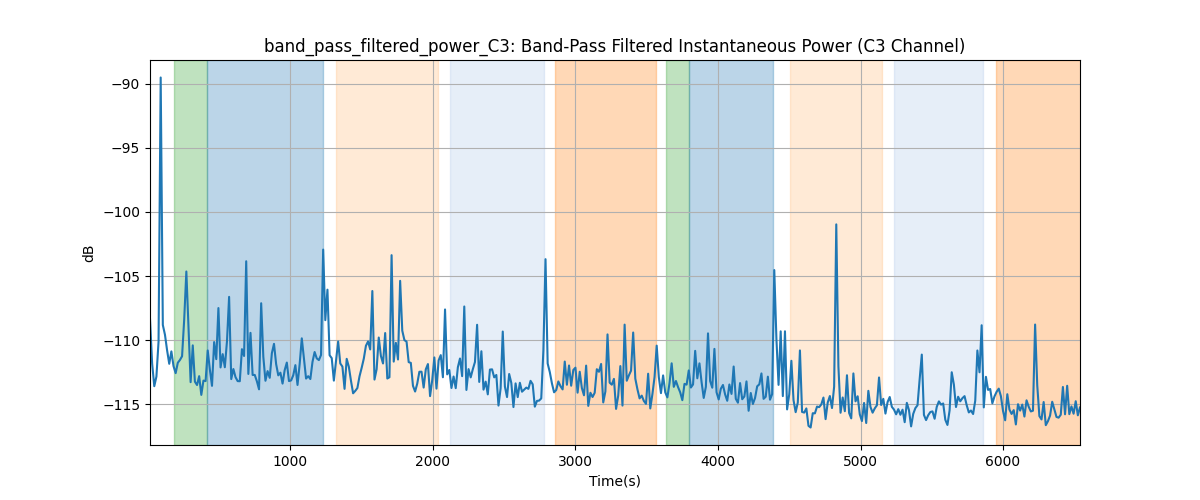 band_pass_filtered_power_C3: Band-Pass Filtered Instantaneous Power (C3 Channel)
−90
−95
−100
−105
−110
−115
dB
1000 2000 3000 4000 5000 6000
Time(s)